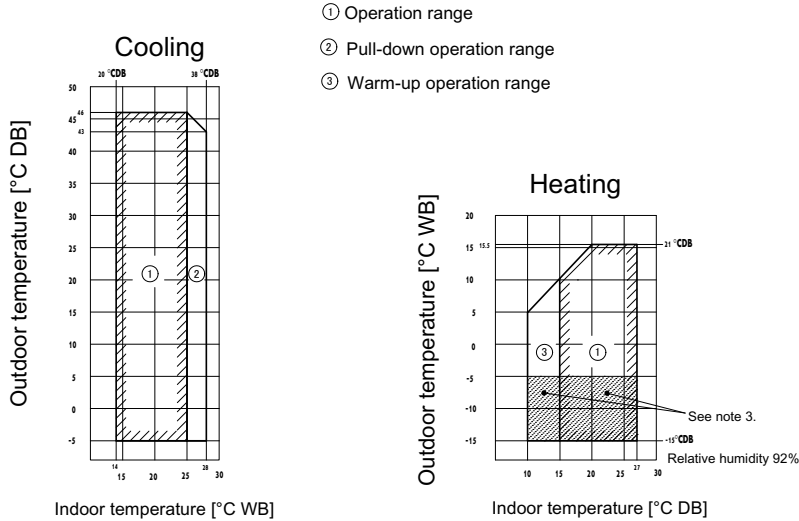 ① Operation range
② Pull-down operation range
③ Warm-up operation range
Cooling
20 °CDB
38 °CDB
50
46
45
43
40
35
30
25
20
15
10
5
0
-5
① ②
14
15
20
25
28
30
Outdoor temperature [°C DB]
Indoor temperature [°C WB]
Heating
20
15.5
15
10
5
0
-5
-10
-15
21 °CDB
③ ①
See note 3.
-15°CDB
Relative humidity 92%
10
15
20
25
27
30
Outdoor temperature [°C WB]
Indoor temperature [°C DB]